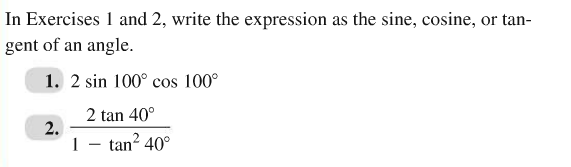 In Exercises 1 and 2, write the expression as the sine, cosine, or tan-
gent of an angle.
1. 2 sin 100° cos 100°
2. 2 tan 40°
1 − tan² 40°